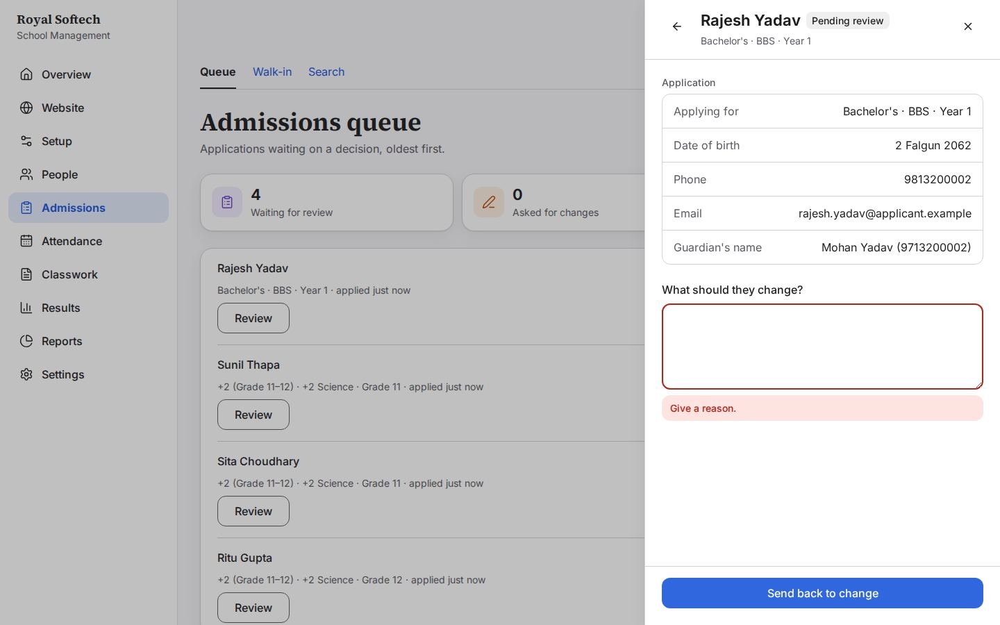 Royal Softech
School Management
Overview
Website
Setup
People
Admissions
Attendance
Classwork
Results
Reports
Settings
Queue Walk-in Search
Admissions queue
Applications waiting on a decision, oldest first.
4
Waiting for review
0
Asked for changes
Rajesh Yadav
Bachelor's · BBS · Year 1 · applied just now
Review
Sunil Thapa
+2 (Grade 11–12) · +2 Science · Grade 11 · applied just now
Review
Sita Choudhary
+2 (Grade 11–12) · +2 Science · Grade 11 · applied just now
Review
Ritu Gupta
+2 (Grade 11–12) · +2 Science · Grade 12 · applied just now
Review
Rajesh Yadav Pending review
Bachelor's · BBS · Year 1
Application
Applying for Bachelor's · BBS · Year 1
Date of birth 2 Falgun 2062
Phone 9813200002
Email rajesh.yadav@applicant.example
Guardian's name Mohan Yadav (9713200002)
What should they change?
Give a reason.
Send back to change